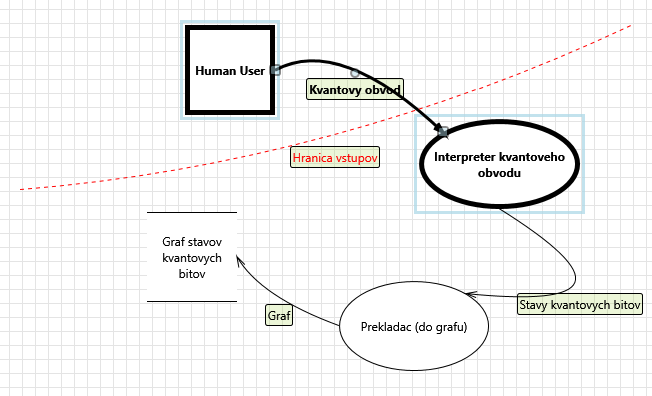 Human User
Kvantovy obvod
Hranica vstupov
Interpreter kvantoveho
obvodu
Graf stavov
kvantovych
bitov
Stavy kvantovych bitov
Graf
Prekladac (do grafu)